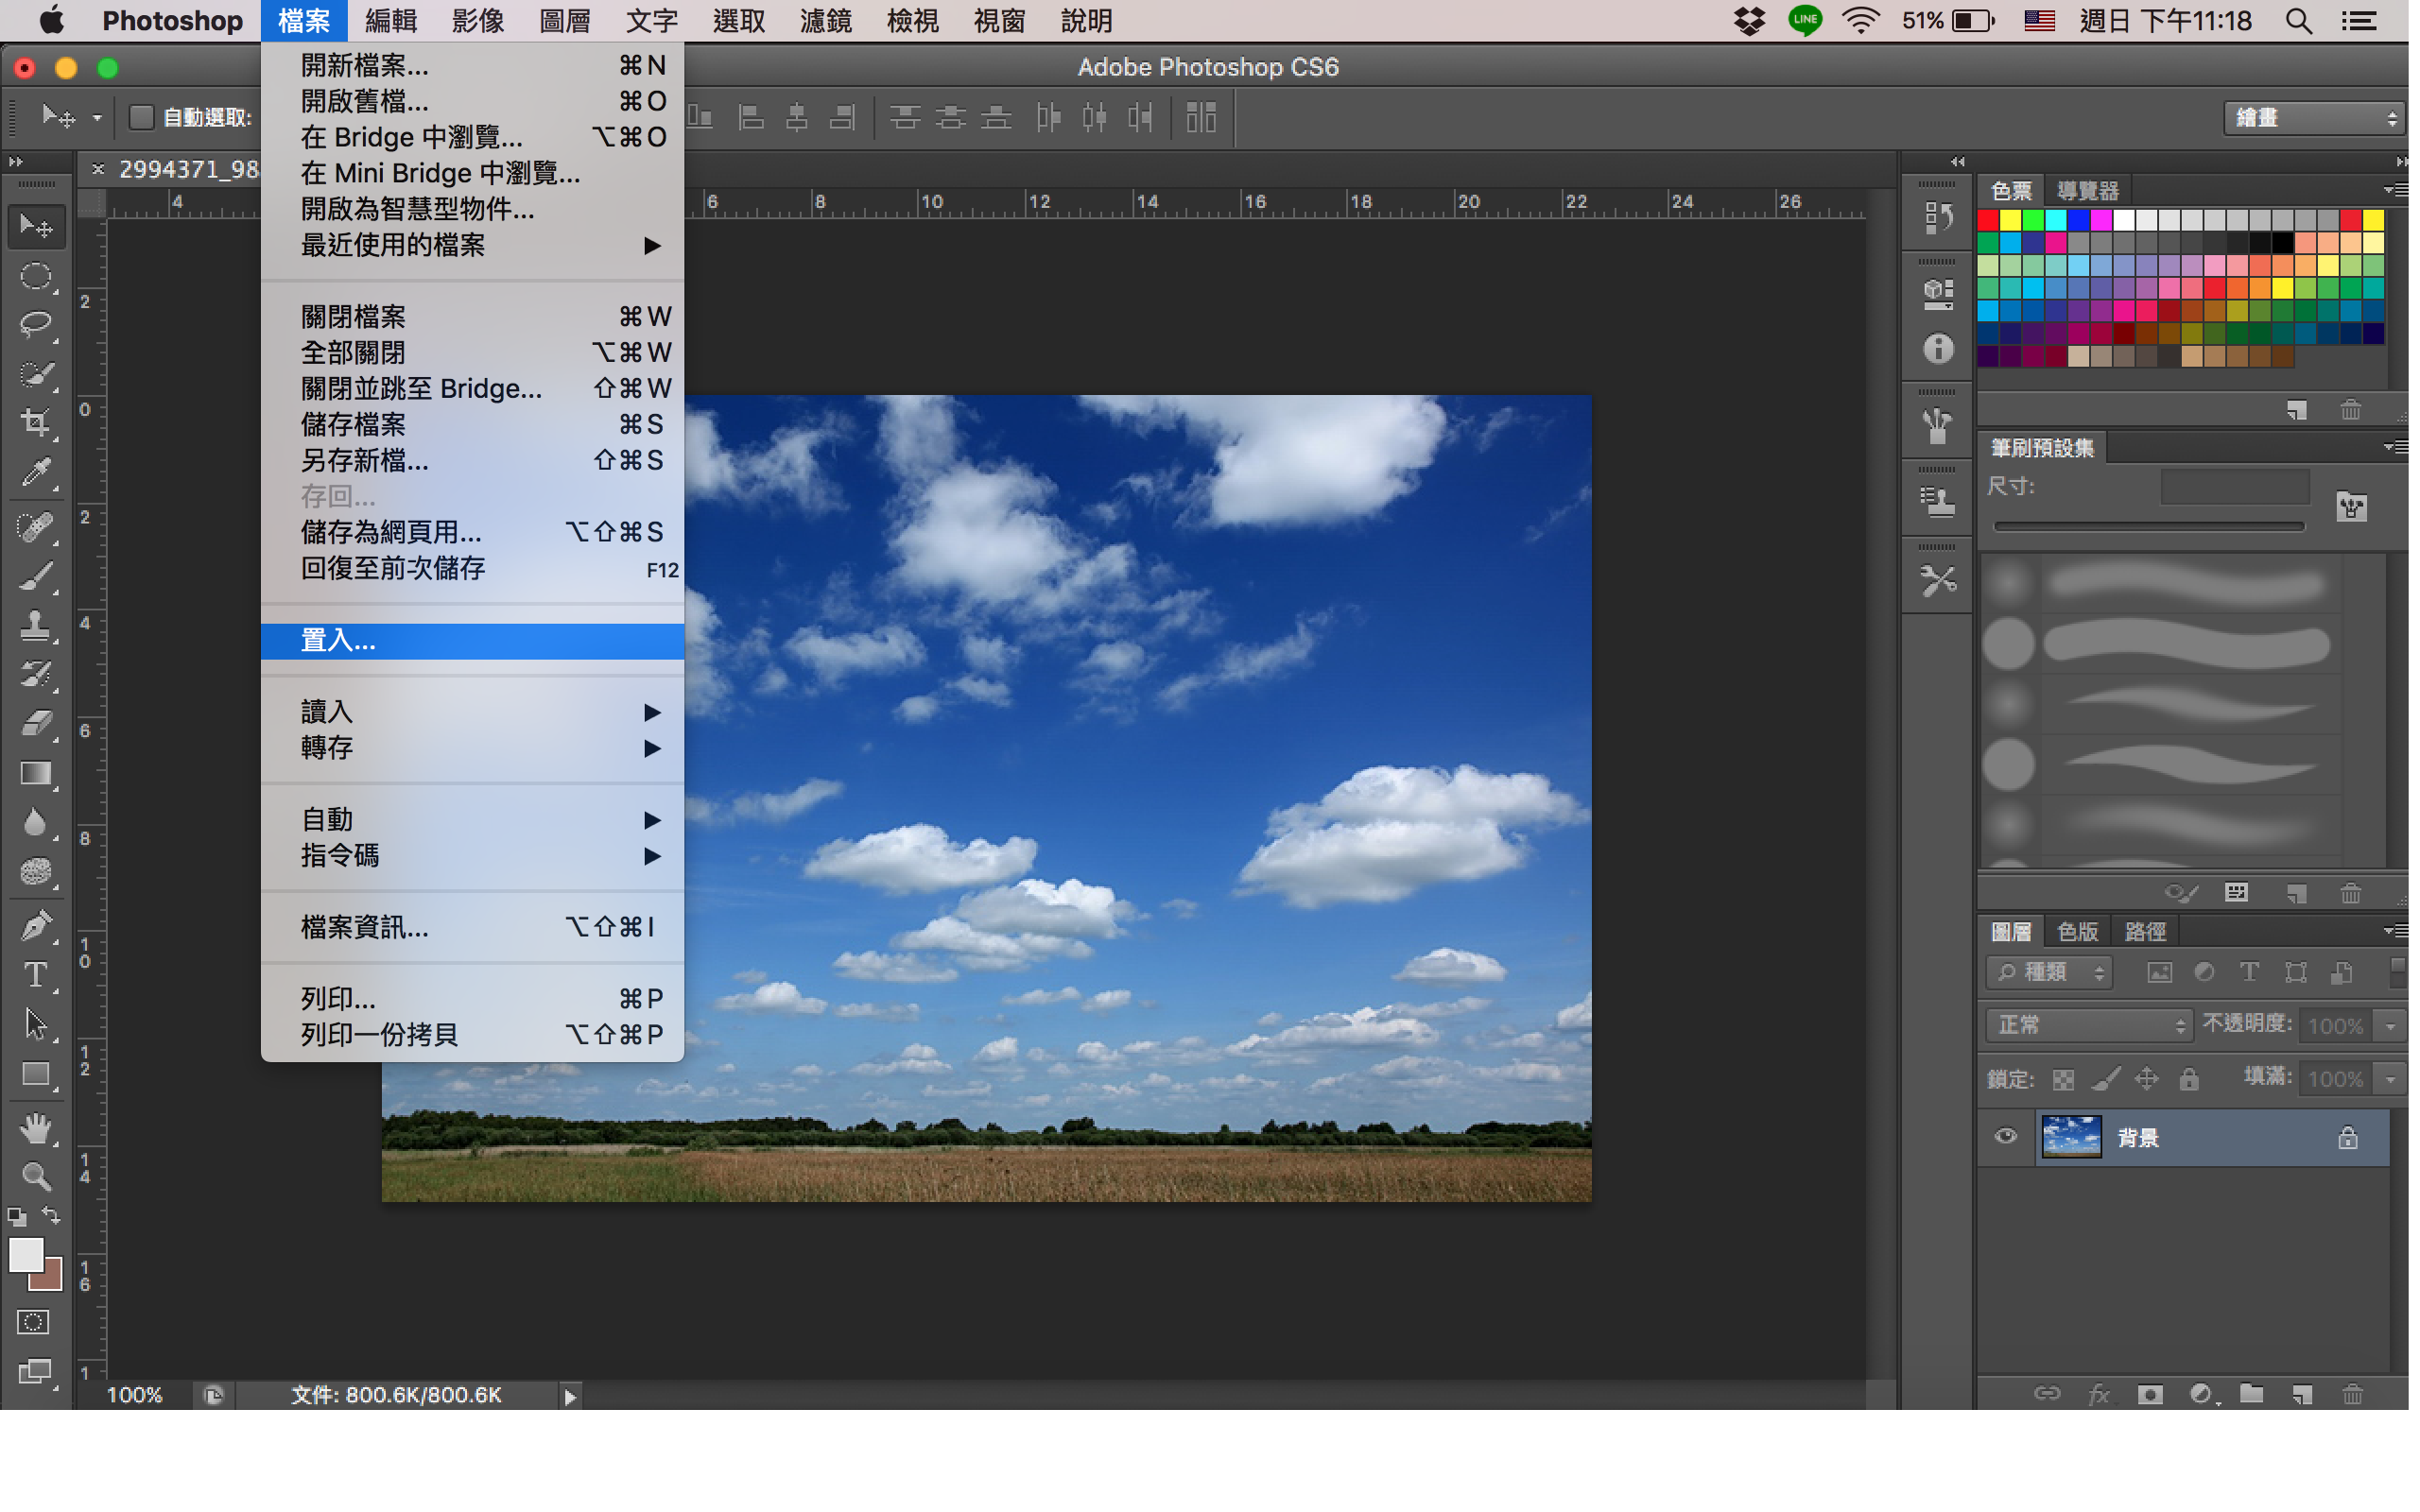 Photoshop 檔案 編輯 影像 圖層 文字 選取 濾鏡 檢視 視窗 說明 LINE 51% 週日 下午11:18
Adobe Photoshop CS6
自動選取: 繪畫
2994371_98
4 6 8 10 12 14 16 18 20 22 24 26
開新檔案... ⌘N
開啟舊檔... ⌘O
在 Bridge 中瀏覽... ⌥⌘O
在 Mini Bridge 中瀏覽...
開啟為智慧型物件...
最近使用的檔案 ▶
關閉檔案 ⌘W
全部關閉 ⌥⌘W
關閉並跳至 Bridge... ⇧⌘W
儲存檔案 ⌘S
另存新檔... ⇧⌘S
存回...
儲存為網頁用... ⌥⇧⌘S
回復至前次儲存 F12
置入...
讀入 ▶
轉存 ▶
自動 ▶
指令碼 ▶
檔案資訊... ⌥⇧⌘I
列印... ⌘P
列印一份拷貝 ⌥⇧⌘P
2
0
2
4
6
8
10
12
14
16
1
色票 導覽器
筆刷預設集
尺寸:
圖層 色版 路徑
種類
正常 不透明度: 100%
鎖定: 填滿: 100%
背景
fx
100% 文件: 800.6K/800.6K